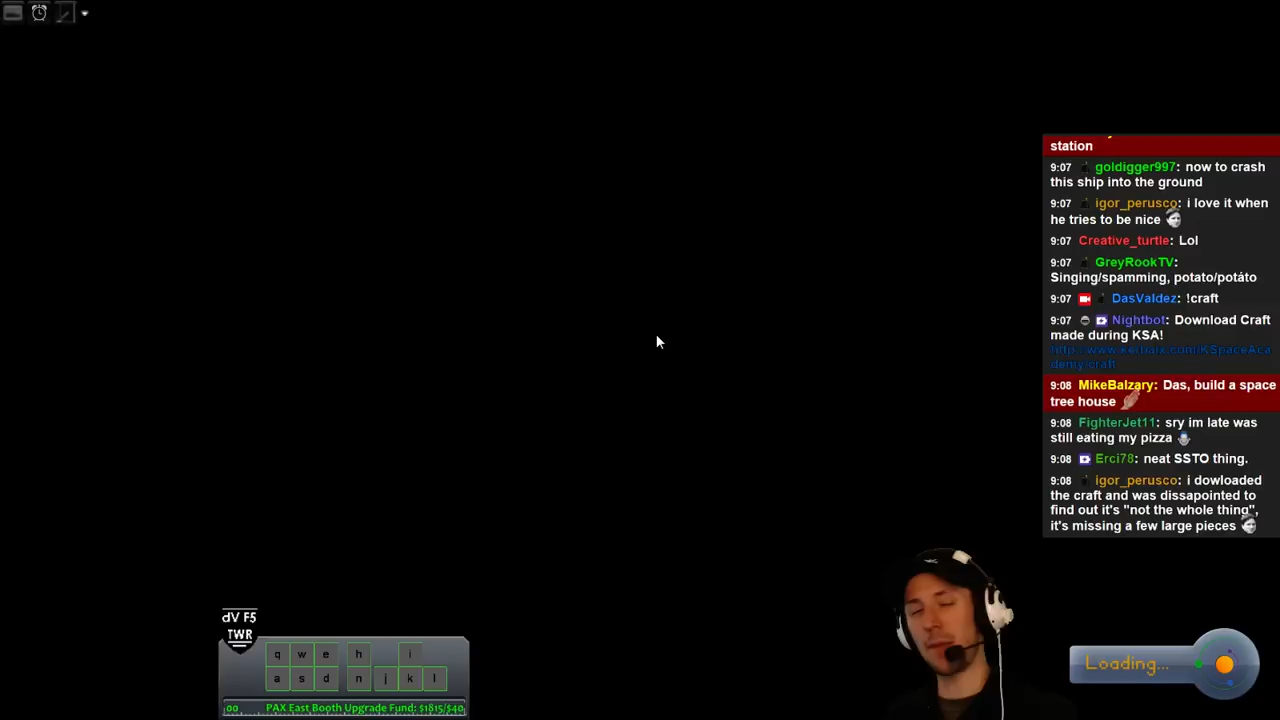 station
9:07 goldigger997: now to crash
this ship into the ground
9:07 igor_perusco: i love it when
he tries to be nice
9:07 Creative_turtle: Lol
9:07 GreyRookTV:
Singing/spamming, potato/potáto
9:07 DasValdez: !craft
9:07 Nightbot: Download Craft
made during KSA!
9:08 MikeBalzary: Das, build a space
tree house
9:08 FighterJet11: sry im late was
still eating my pizza
9:08 Erci78: neat SSTO thing.
9:08 igor_perusco: i dowloaded
the craft and was dissapointed to
find out it's "not the whole thing",
it's missing a few large pieces
dV F5
TWR
q w e h i
a s d n j k l
00 PAX East Booth Upgrade Fund: $1815/$40
Loading...